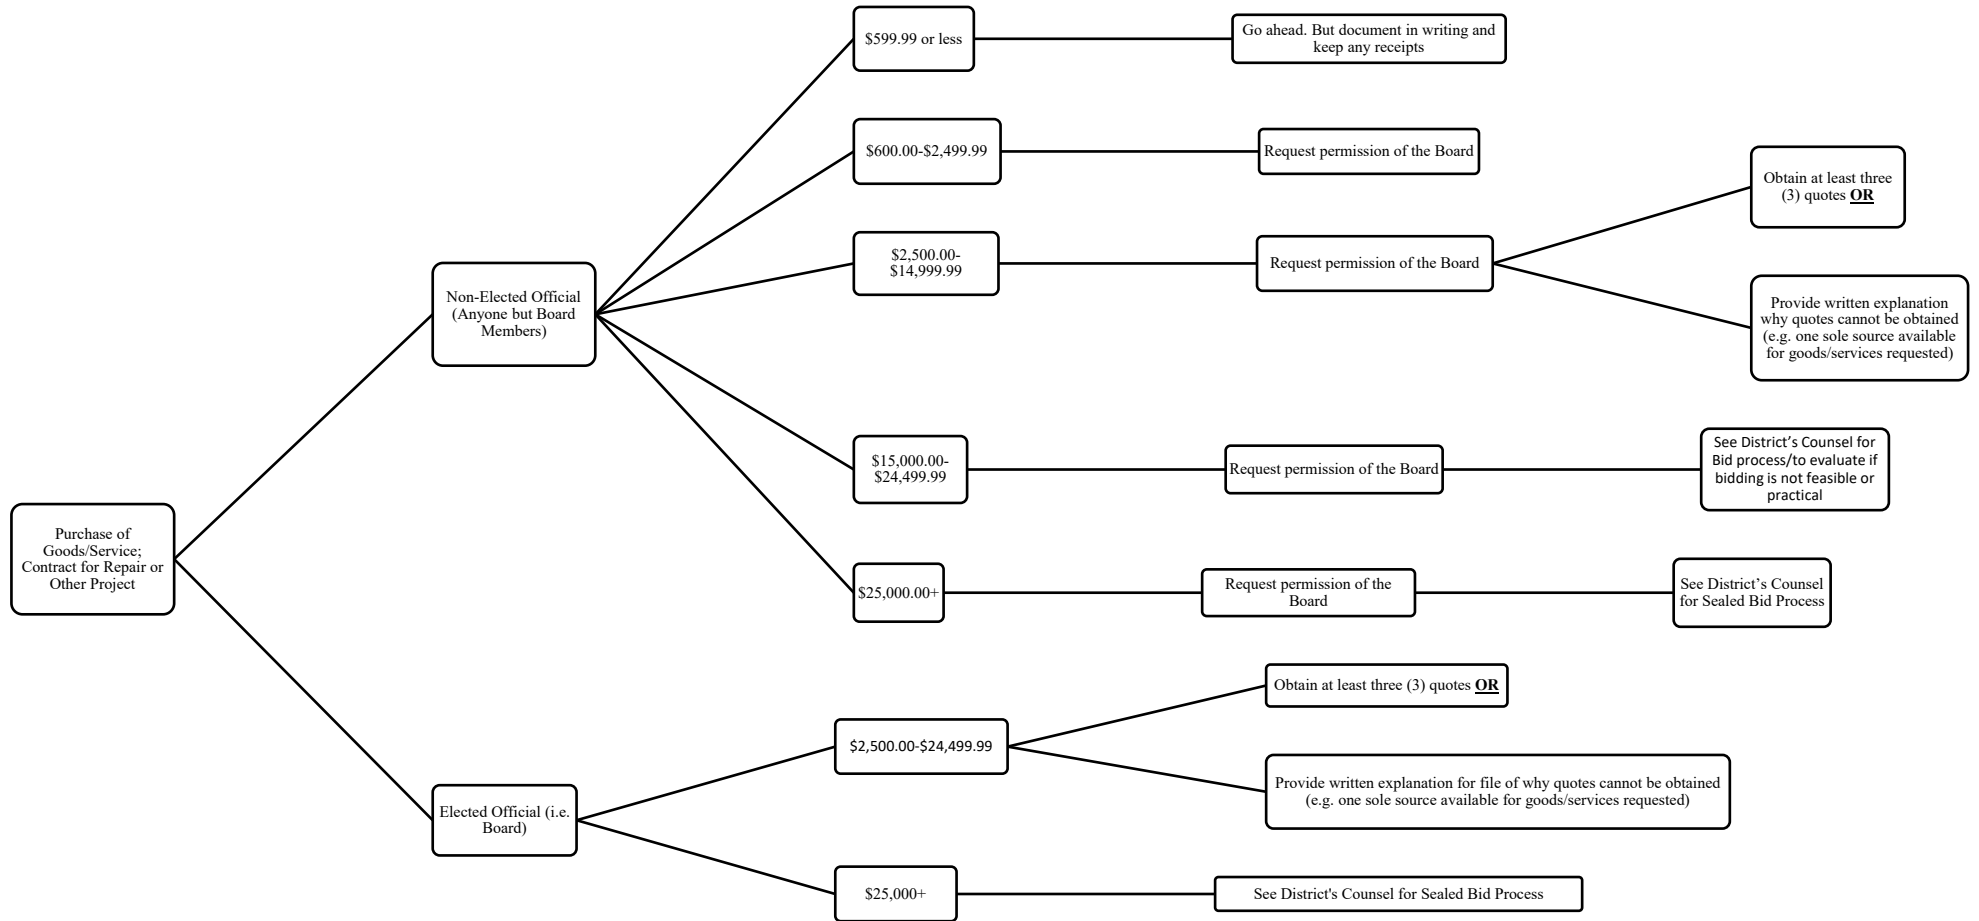 Purchase of
Goods/Service;
Contract for Repair or
Other Project
Non-Elected Official
(Anyone but Board
Members)
$599.99 or less
Go ahead. But document in writing and
keep any receipts
$600.00-$2,499.99
Request permission of the Board
$2,500.00-
$14,999.99
Request permission of the Board
Obtain at least three
(3) quotes OR
Provide written explanation
why quotes cannot be obtained
(e.g. one sole source available
for goods/services requested)
$15,000.00-
$24,499.99
Request permission of the Board
See District’s Counsel for
Bid process/to evaluate if
bidding is not feasible or
practical
$25,000.00+
Request permission of the
Board
See District’s Counsel
for Sealed Bid Process
Elected Official (i.e.
Board)
$2,500.00-$24,499.99
Obtain at least three (3) quotes OR
Provide written explanation for file of why quotes cannot be obtained
(e.g. one sole source available for goods/services requested)
$25,000+
See District's Counsel for Sealed Bid Process